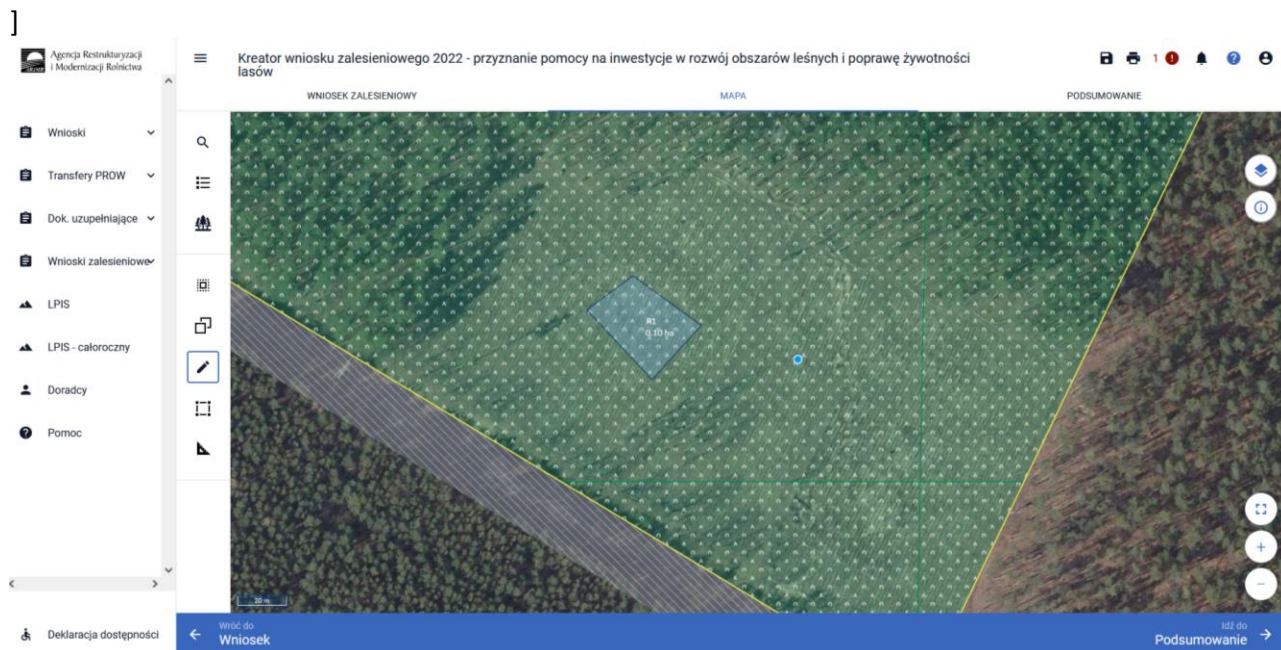 ]
Agencja Restrukturyzacji
i Modernizacji Rolnictwa
Kreator wniosku zalesieniowego 2022 - przyznanie pomocy na inwestycje w rozwój obszarów leśnych i poprawę żywotności
lasów
1
WNIOSEK ZALESIENIOWY
MAPA
PODSUMOWANIE
Wnioski
Transfery PROW
Dok. uzupełniające
Wnioski zalesieniowe
LPIS
LPIS - całoroczny
Doradcy
Pomoc
R1
0.10 ha
20 m
Deklaracja dostępności
Wróć do
Wniosek
Idź do
Podsumowanie